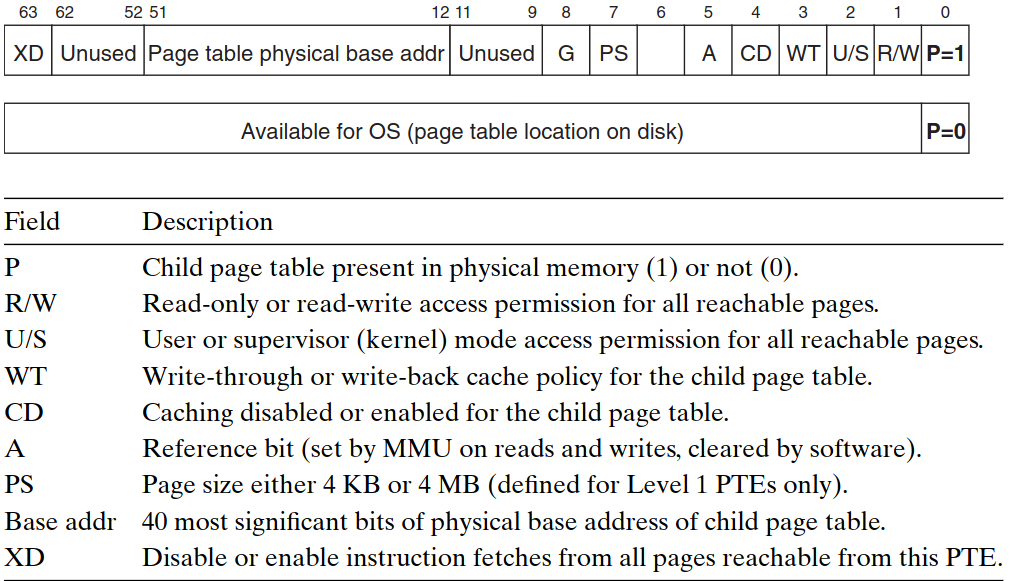 63 62 52 51 12 11 9 8 7 6 5 4 3 2 1 0
XD Unused Page table physical base addr Unused G PS A CD WT U/S R/W P=1
Available for OS (page table location on disk) P=0
Field Description
P Child page table present in physical memory (1) or not (0).
R/W Read-only or read-write access permission for all reachable pages.
U/S User or supervisor (kernel) mode access permission for all reachable pages.
WT Write-through or write-back cache policy for the child page table.
CD Caching disabled or enabled for the child page table.
A Reference bit (set by MMU on reads and writes, cleared by software).
PS Page size either 4 KB or 4 MB (defined for Level 1 PTEs only).
Base addr 40 most significant bits of physical base address of child page table.
XD Disable or enable instruction fetches from all pages reachable from this PTE.